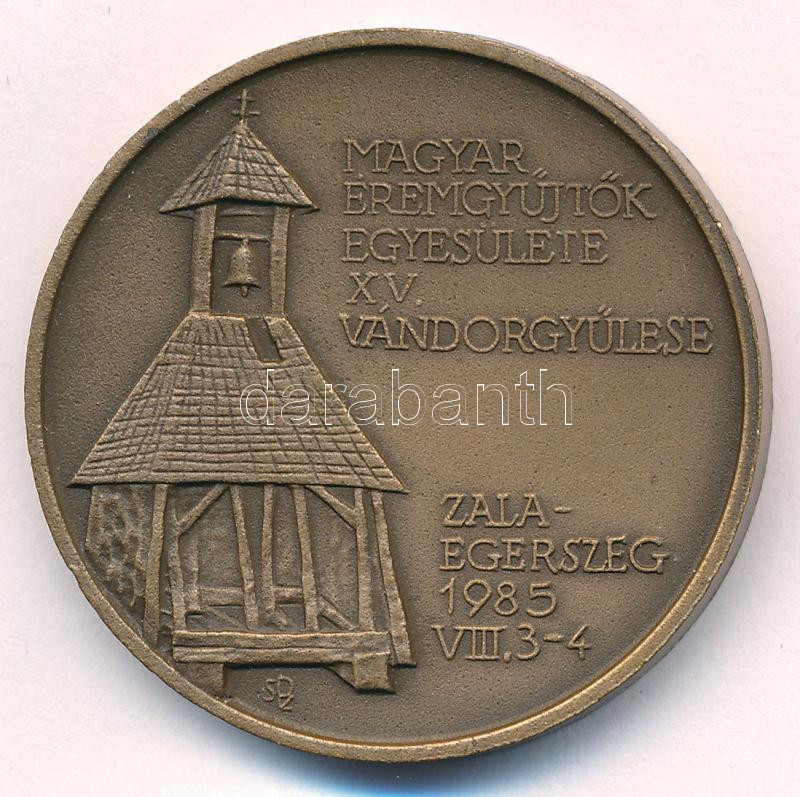 MAGYAR
ÉREMGYŰJTŐK
EGYESÜLETE
XV.
VÁNDORGYŰLÉSE
darabanth
ZALA-
EGERSZEG
1985
VIII. 3-4